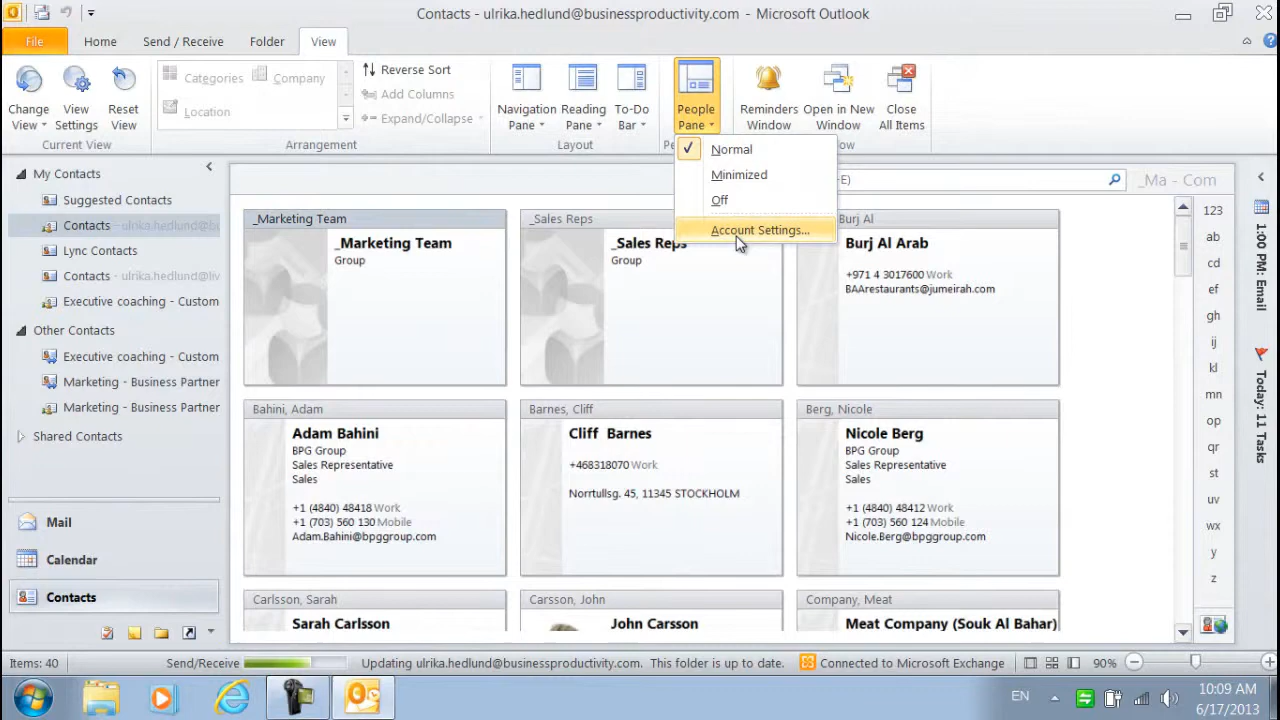 Contacts - ulrika.hedlund@businessproductivity.com - Microsoft Outlook
File Home Send / Receive Folder View
Change View
View Settings
Reset View
Current View
Categories Company
Location
Reverse Sort
Add Columns
Expand/Collapse
Arrangement
Navigation Pane
Reading Pane
To-Do Bar
Layout
People Pane
Pe
Reminders Window
Open in New Window
Close All Items
dow
Normal
Minimized
Off
Account Settings...
My Contacts
Suggested Contacts
Contacts - ulrika.hedlund@bu
Lync Contacts
Contacts - ulrika.hedlund@liv
Executive coaching - Custom
Other Contacts
Executive coaching - Custom
Marketing - Business Partner
Marketing - Business Partner
Shared Contacts
Mail
Calendar
Contacts
E)
_Ma - Com
_Marketing Team
_Marketing Team
Group
_Sales Reps
_Sales Reps
Group
Burj Al
Burj Al Arab
+971 4 3017600 Work
BAArestaurants@jumeirah.com
Bahini, Adam
Adam Bahini
BPG Group
Sales Representative
Sales
+1 (4840) 48418 Work
+1 (703) 560 130 Mobile
Adam.Bahini@bpggroup.com
Barnes, Cliff
Cliff Barnes
+468318070 Work
Norrtullsg. 45, 11345 STOCKHOLM
Berg, Nicole
Nicole Berg
BPG Group
Sales Representative
Sales
+1 (4840) 48412 Work
+1 (703) 560 124 Mobile
Nicole.Berg@bpggroup.com
Carlsson, Sarah
Sarah Carlsson
Carsson, John
John Carsson
Company, Meat
Meat Company (Souk Al Bahar)
123
ab
cd
ef
gh
ij
kl
mn
op
qr
st
uv
wx
y
z
1:00 PM: Email
Today: 11 Tasks
Items: 40 Send/Receive Updating ulrika.hedlund@businessproductivity.com. This folder is up to date. Connected to Microsoft Exchange 90%
EN
10:09 AM
6/17/2013